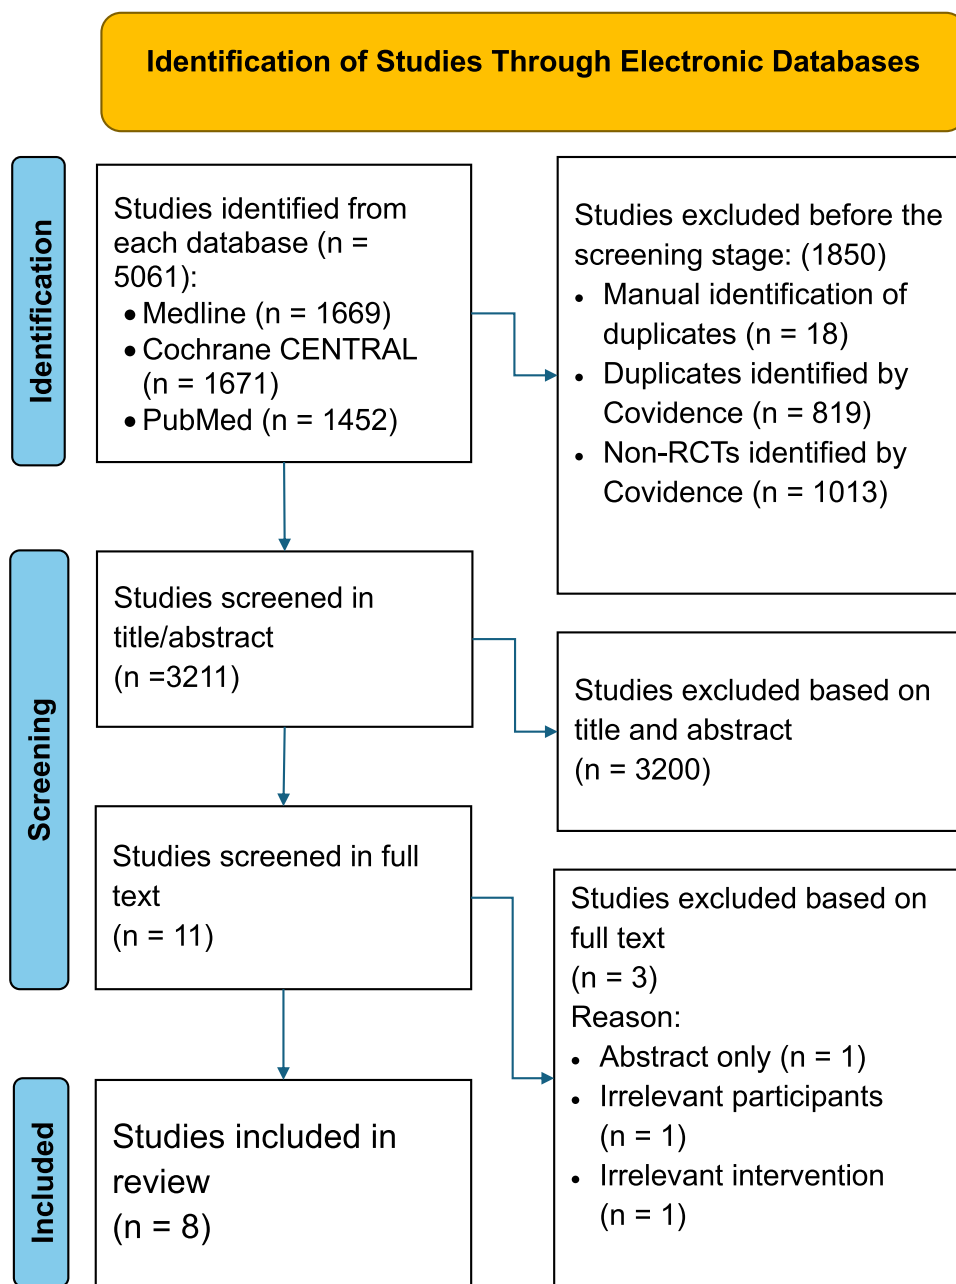 Identification of Studies Through Electronic Databases
Identification
Studies identified from
each database (n =
5061):
• Medline (n = 1669)
• Cochrane CENTRAL
(n = 1671)
• PubMed (n = 1452)
Studies excluded before the
screening stage: (1850)
• Manual identification of
duplicates (n = 18)
• Duplicates identified by
Covidence (n = 819)
• Non-RCTs identified by
Covidence (n = 1013)
Screening
Studies screened in
title/abstract
(n =3211)
Studies excluded based on
title and abstract
(n = 3200)
Studies screened in full
text
(n = 11)
Studies excluded based on
full text
(n = 3)
Reason:
• Abstract only (n = 1)
• Irrelevant participants
(n = 1)
• Irrelevant intervention
(n = 1)
Included
Studies included in
review
(n = 8)